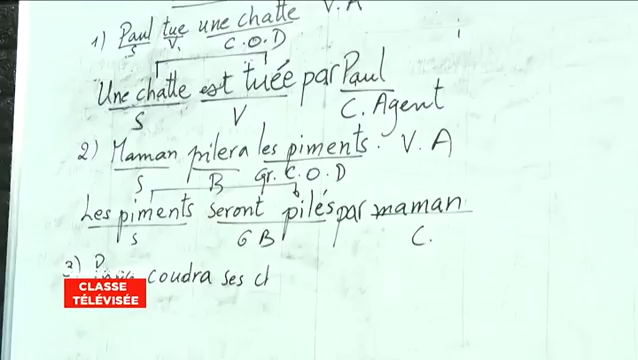 V.A
1) Paul tue une chatte
S V. C.O.D
Une chatte est tuée par Paul
S V C. Agent
2) Maman pilera les piments. V.A
S B gr. C.O.D
Les piments seront pilés par maman
S GB C.
3) coudra ses
CLASSE
TÉLÉVISÉE